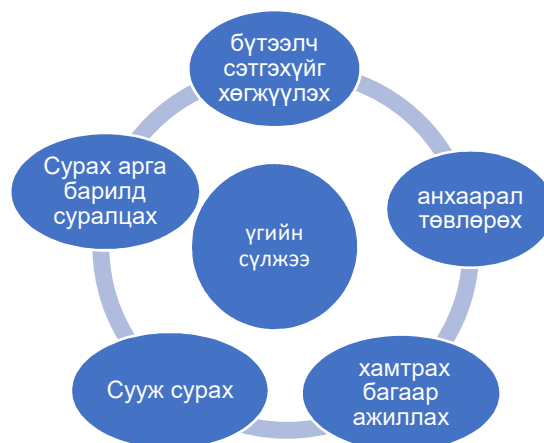 бүтээлч
сэтгэхүйг
хөгжүүлэх
анхаарал
төвлөрөх
хамтрах
багаар
ажиллах
Сууж сурах
Сурах арга
барилд
суралцах
үгийн
сүлжээ